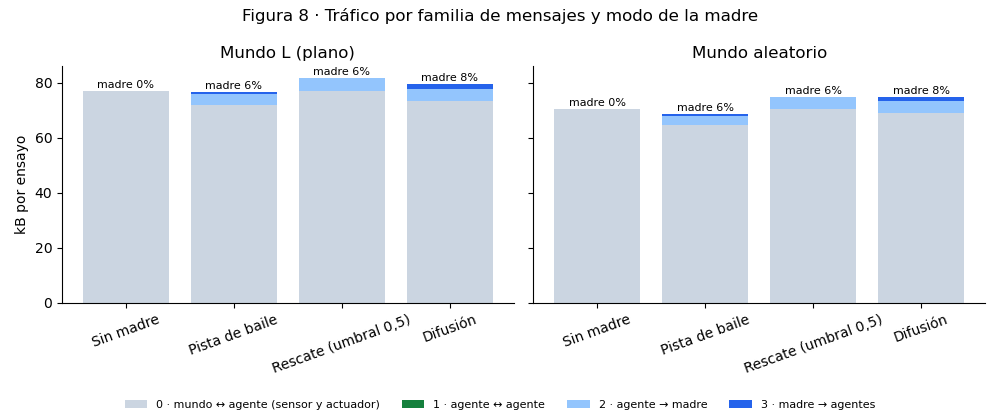 Figura 8 · Tráfico por familia de mensajes y modo de la madre
Mundo L (plano)
kB por ensayo
80
60
40
20
0
madre 0%
madre 6%
madre 6%
madre 8%
Sin madre
Pista de baile
Rescate (umbral 0,5)
Difusión
Mundo aleatorio
madre 0%
madre 6%
madre 6%
madre 8%
Sin madre
Pista de baile
Rescate (umbral 0,5)
Difusión
0 · mundo ↔ agente (sensor y actuador)
1 · agente ↔ agente
2 · agente → madre
3 · madre → agentes